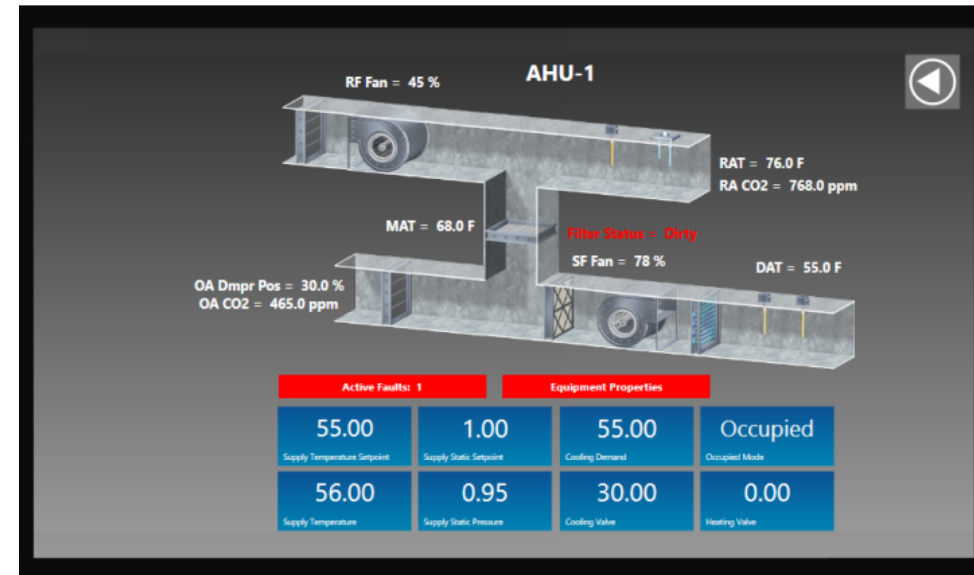 AHU-1
RF Fan = 45 %
RAT = 76.0 F
RA CO2 = 768.0 ppm
MAT = 68.0 F
Filter Status = Dirty
SF Fan = 78 %
DAT = 55.0 F
OA Dmpr Pos = 30.0 %
OA CO2 = 465.0 ppm
Active Faults: 1
Equipment Properties
55.00
Supply Temperature Setpoint
1.00
Supply Static Setpoint
55.00
Cooling Demand
Occupied
Occupied Mode
56.00
Supply Temperature
0.95
Supply Static Pressure
30.00
Cooling Valve
0.00
Heating Valve